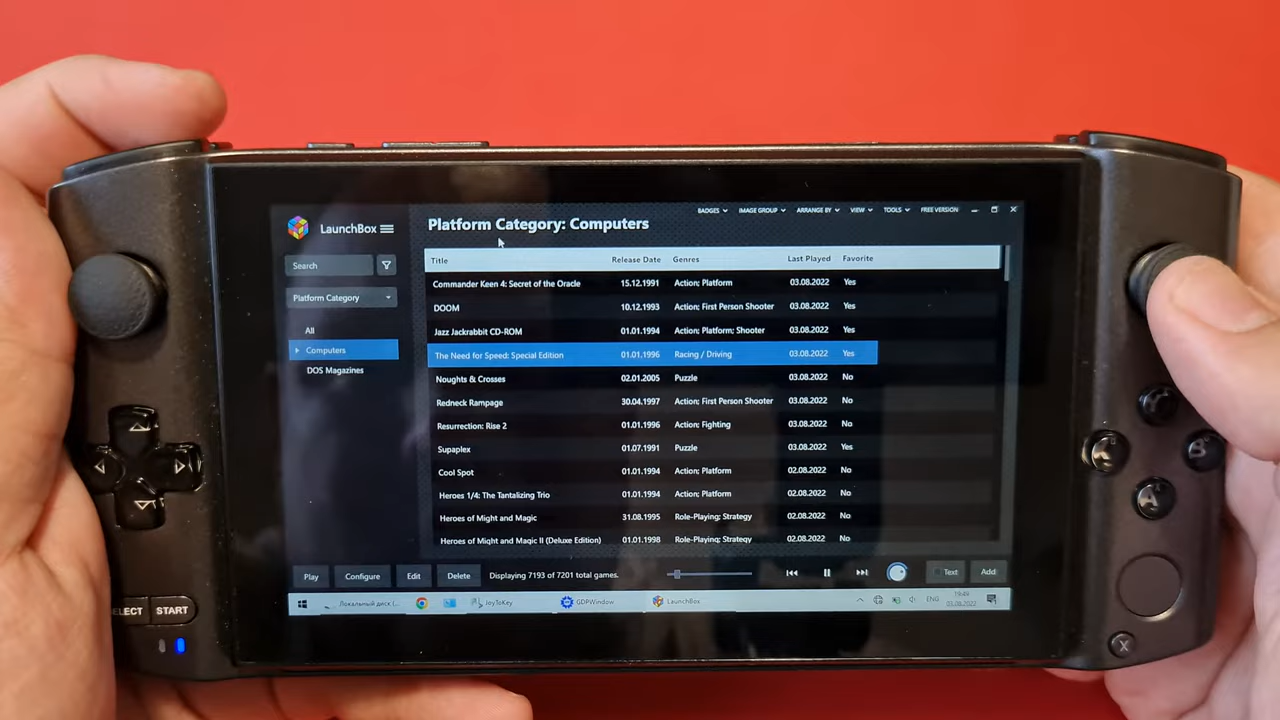 BADGES IMAGE GROUP ARRANGE BY VIEW TOOLS FREE VERSION
LaunchBox
Platform Category: Computers
Search
Platform Category
All
Computers
DOS Magazines
Title Release Date Genres Last Played Favorite
Commander Keen 4: Secret of the Oracle 15.12.1991 Action; Platform 03.08.2022 Yes
DOOM 10.12.1993 Action; First Person Shooter 03.08.2022 Yes
Jazz Jackrabbit CD-ROM 01.01.1994 Action; Platform; Shooter 03.08.2022 Yes
The Need for Speed: Special Edition 01.01.1996 Racing / Driving 03.08.2022 Yes
Noughts & Crosses 02.01.2005 Puzzle 03.08.2022 No
Redneck Rampage 30.04.1997 Action; First Person Shooter 03.08.2022 No
Resurrection: Rise 2 01.01.1996 Action; Fighting 03.08.2022 No
Supaplex 01.07.1991 Puzzle 03.08.2022 Yes
Cool Spot 01.01.1994 Action; Platform 02.08.2022 No
Heroes 1/4: The Tantalizing Trio 01.01.1994 Action; Platform 02.08.2022 No
Heroes of Might and Magic 31.08.1995 Role-Playing; Strategy 02.08.2022 No
Heroes of Might and Magic II (Deluxe Edition) 01.01.1998 Role-Playing; Strategy 02.08.2022 No
Play Configure Edit Delete Displaying 7193 of 7201 total games. Text Add
Локальный диск (... JoyToKey GDPWindow LaunchBox ENG 19:49
03.08.2022
ELECT START
B
A
X